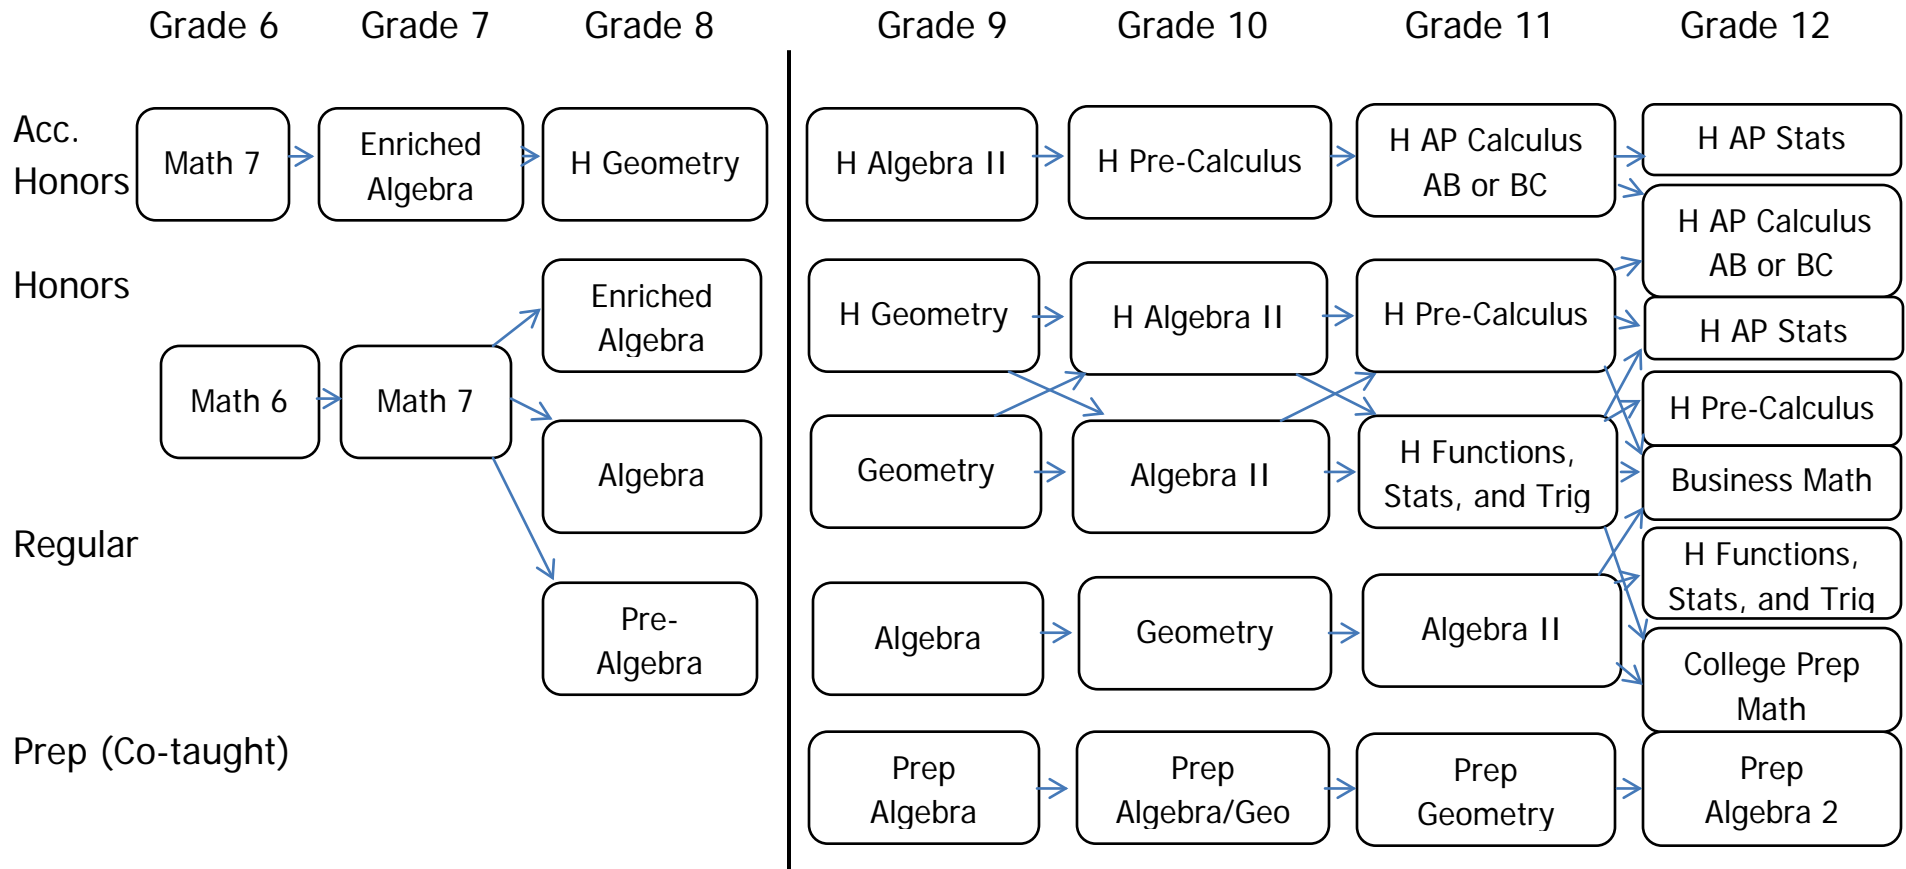 Grade 6 Grade 7 Grade 8 Grade 9 Grade 10 Grade 11 Grade 12
Acc.
Honors
Math 7
Enriched
Algebra
H Geometry
H Algebra II
H Pre-Calculus
H AP Calculus
AB or BC
H AP Stats
H AP Calculus
AB or BC
Honors
Enriched
Algebra
H Geometry
H Algebra II
H Pre-Calculus
H AP Stats
Math 6
Math 7
H Pre-Calculus
Algebra
Geometry
Algebra II
H Functions,
Stats, and Trig
Business Math
Regular
H Functions,
Stats, and Trig
Pre-
Algebra
Algebra
Geometry
Algebra II
College Prep
Math
Prep (Co-taught)
Prep
Algebra
Prep
Algebra/Geo
Prep
Geometry
Prep
Algebra 2